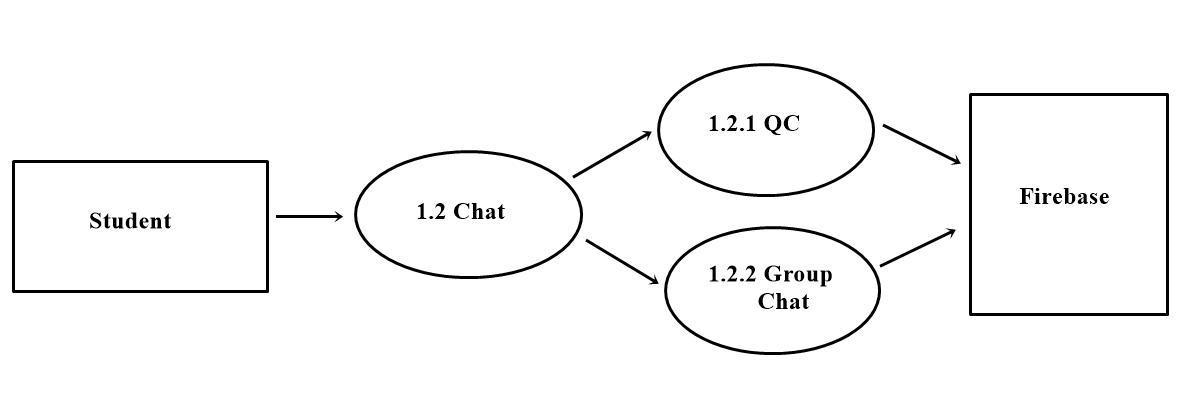 Student
1.2 Chat
1.2.1 QC
1.2.2 Group
Chat
Firebase